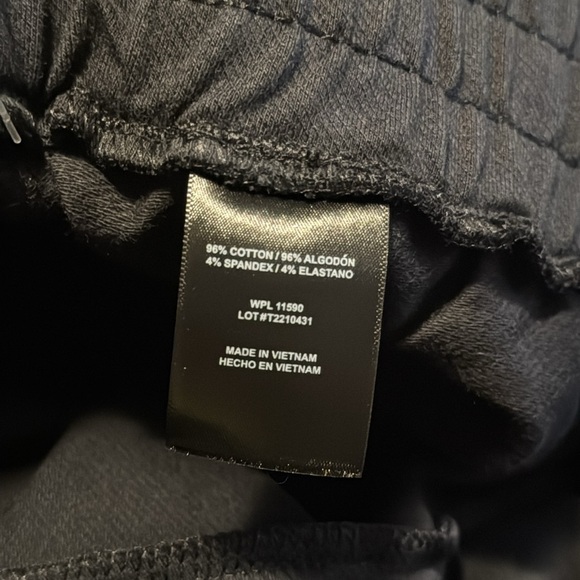 96% COTTON / 96% ALGODÓN
4% SPANDEX / 4% ELASTANO
WPL 11590
LOT#T2210431
MADE IN VIETNAM
HECHO EN VIETNAM